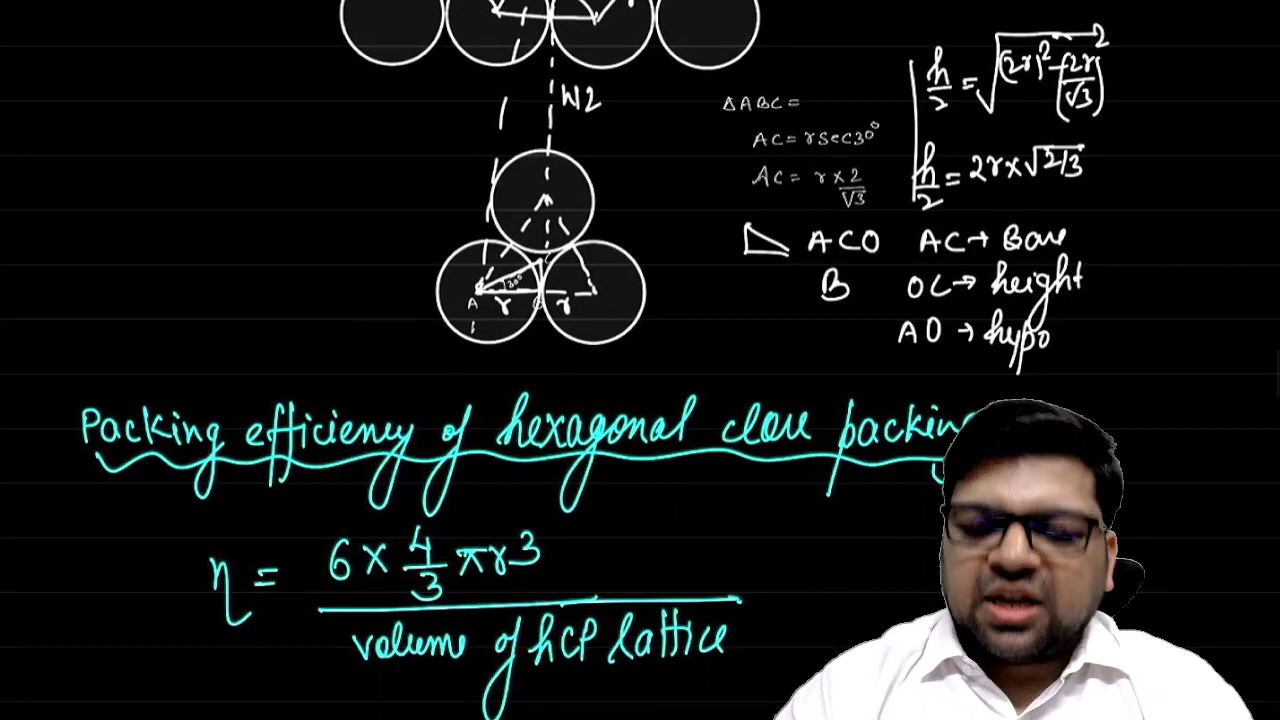 W2
ΔABC =
AC = r sec30°
AC = r × 2/√3
h/2 = √((2r)² - (2r/√3)²)
h/2 = 2r × √2/3
ACO AC → Base
B OC → height
AO → hypo
30°
A r r
Packing efficiency of hexagonal close packing
η = 6 × 4/3 πr3
volume of hcp lattice